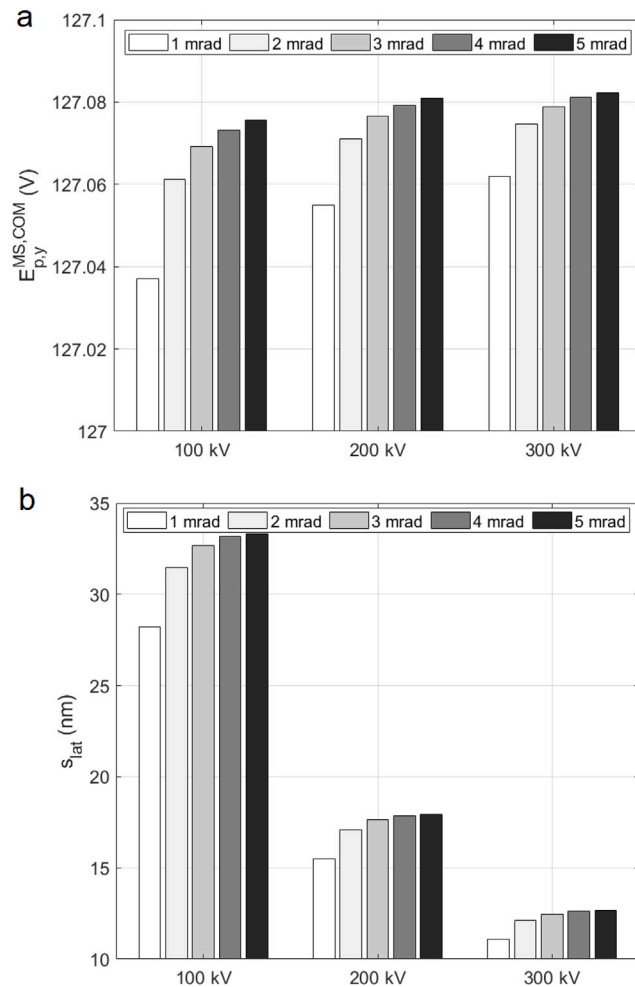 a
127.1
1 mrad 2 mrad 3 mrad 4 mrad 5 mrad
127.08
127.06
127.04
127.02
127
E_{p,y}^{MS,COM} (V)
100 kV 200 kV 300 kV
b
35
1 mrad 2 mrad 3 mrad 4 mrad 5 mrad
30
25
20
15
10
s_{lat} (nm)
100 kV 200 kV 300 kV